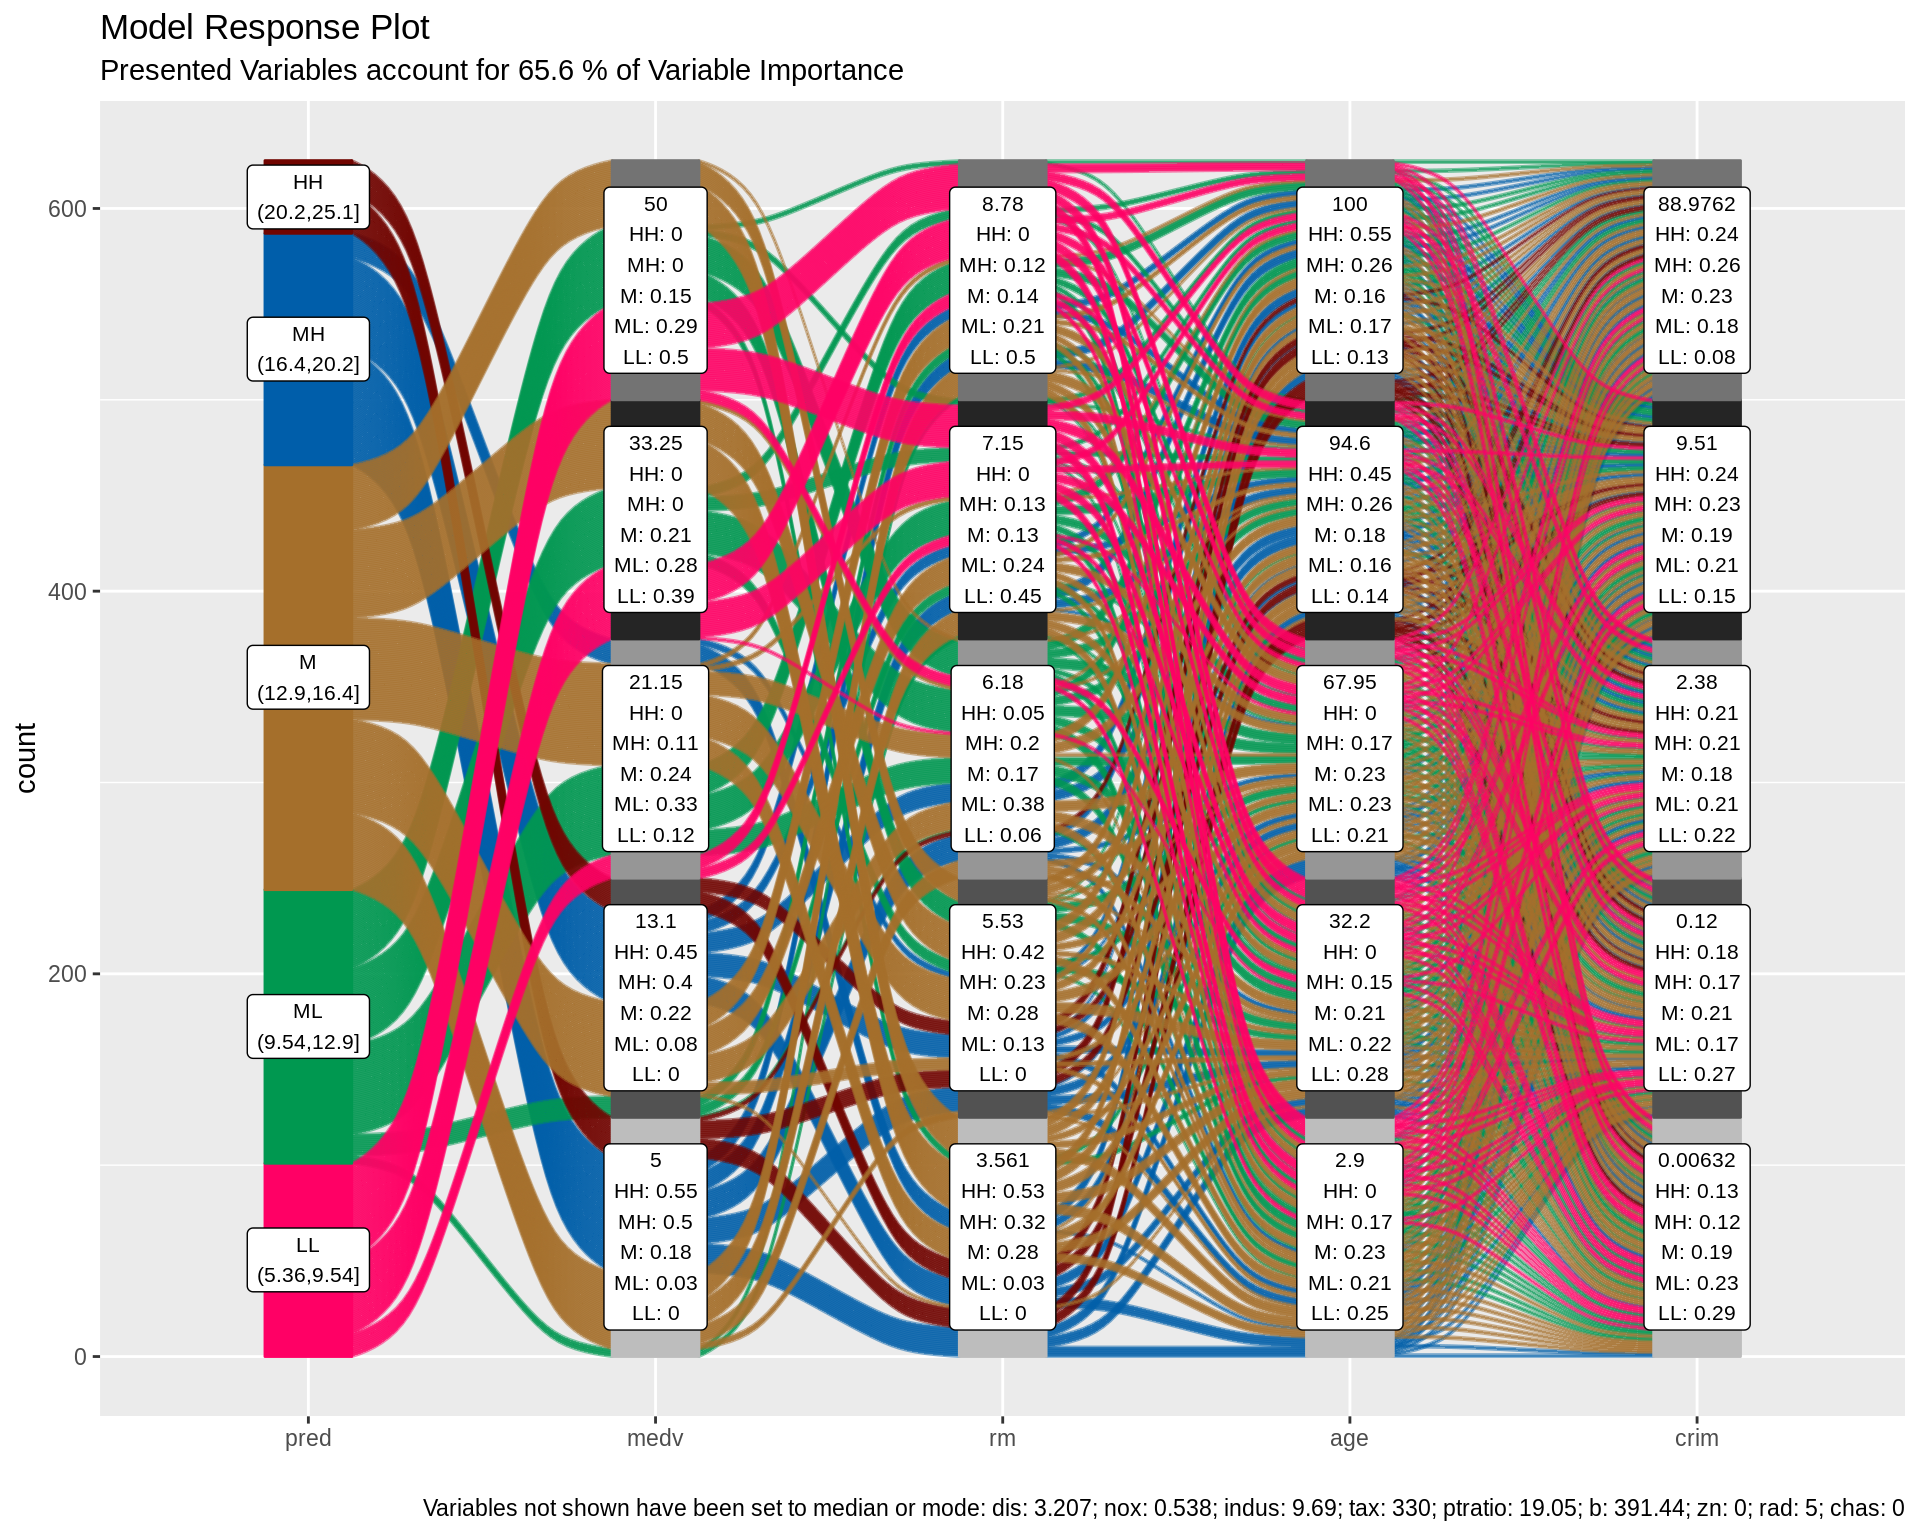 Model Response Plot
Presented Variables account for 65.6 % of Variable Importance
count
600
400
200
0
HH
(20.2,25.1]
MH
(16.4,20.2]
M
(12.9,16.4]
ML
(9.54,12.9]
LL
(5.36,9.54]
50
HH: 0
MH: 0
M: 0.15
ML: 0.29
LL: 0.5
33.25
HH: 0
MH: 0
M: 0.21
ML: 0.28
LL: 0.39
21.15
HH: 0
MH: 0.11
M: 0.24
ML: 0.33
LL: 0.12
13.1
HH: 0.45
MH: 0.4
M: 0.22
ML: 0.08
LL: 0
5
HH: 0.55
MH: 0.5
M: 0.18
ML: 0.03
LL: 0
8.78
HH: 0
MH: 0.12
M: 0.14
ML: 0.21
LL: 0.5
7.15
HH: 0
MH: 0.13
M: 0.13
ML: 0.24
LL: 0.45
6.18
HH: 0.05
MH: 0.2
M: 0.17
ML: 0.38
LL: 0.06
5.53
HH: 0.42
MH: 0.23
M: 0.28
ML: 0.13
LL: 0
3.561
HH: 0.53
MH: 0.32
M: 0.28
ML: 0.03
LL: 0
100
HH: 0.55
MH: 0.26
M: 0.16
ML: 0.17
LL: 0.13
94.6
HH: 0.45
MH: 0.26
M: 0.18
ML: 0.16
LL: 0.14
67.95
HH: 0
MH: 0.17
M: 0.23
ML: 0.23
LL: 0.21
32.2
HH: 0
MH: 0.15
M: 0.21
ML: 0.22
LL: 0.28
2.9
HH: 0
MH: 0.17
M: 0.23
ML: 0.21
LL: 0.25
88.9762
HH: 0.24
MH: 0.26
M: 0.23
ML: 0.18
LL: 0.08
9.51
HH: 0.24
MH: 0.23
M: 0.19
ML: 0.21
LL: 0.15
2.38
HH: 0.21
MH: 0.21
M: 0.18
ML: 0.21
LL: 0.22
0.12
HH: 0.18
MH: 0.17
M: 0.21
ML: 0.17
LL: 0.27
0.00632
HH: 0.13
MH: 0.12
M: 0.19
ML: 0.23
LL: 0.29
pred
medv
rm
age
crim
Variables not shown have been set to median or mode: dis: 3.207; nox: 0.538; indus: 9.69; tax: 330; ptratio: 19.05; b: 391.44; zn: 0; rad: 5; chas: 0